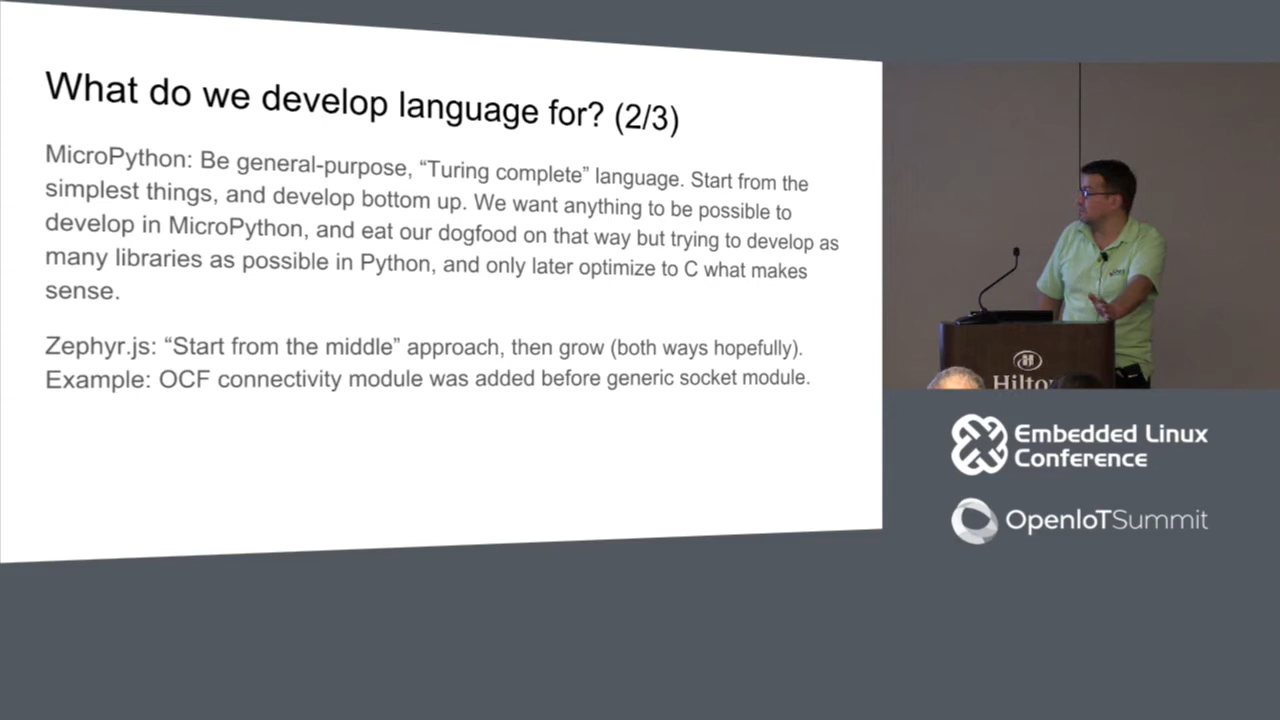 What do we develop language for? (2/3)
MicroPython: Be general-purpose, “Turing complete” language. Start from the
simplest things, and develop bottom up. We want anything to be possible to
develop in MicroPython, and eat our dogfood on that way but trying to develop as
many libraries as possible in Python, and only later optimize to C what makes
sense.
Zephyr.js: “Start from the middle” approach, then grow (both ways hopefully).
Example: OCF connectivity module was added before generic socket module.
Hilton
Embedded Linux
Conference
OpenIoTSummit